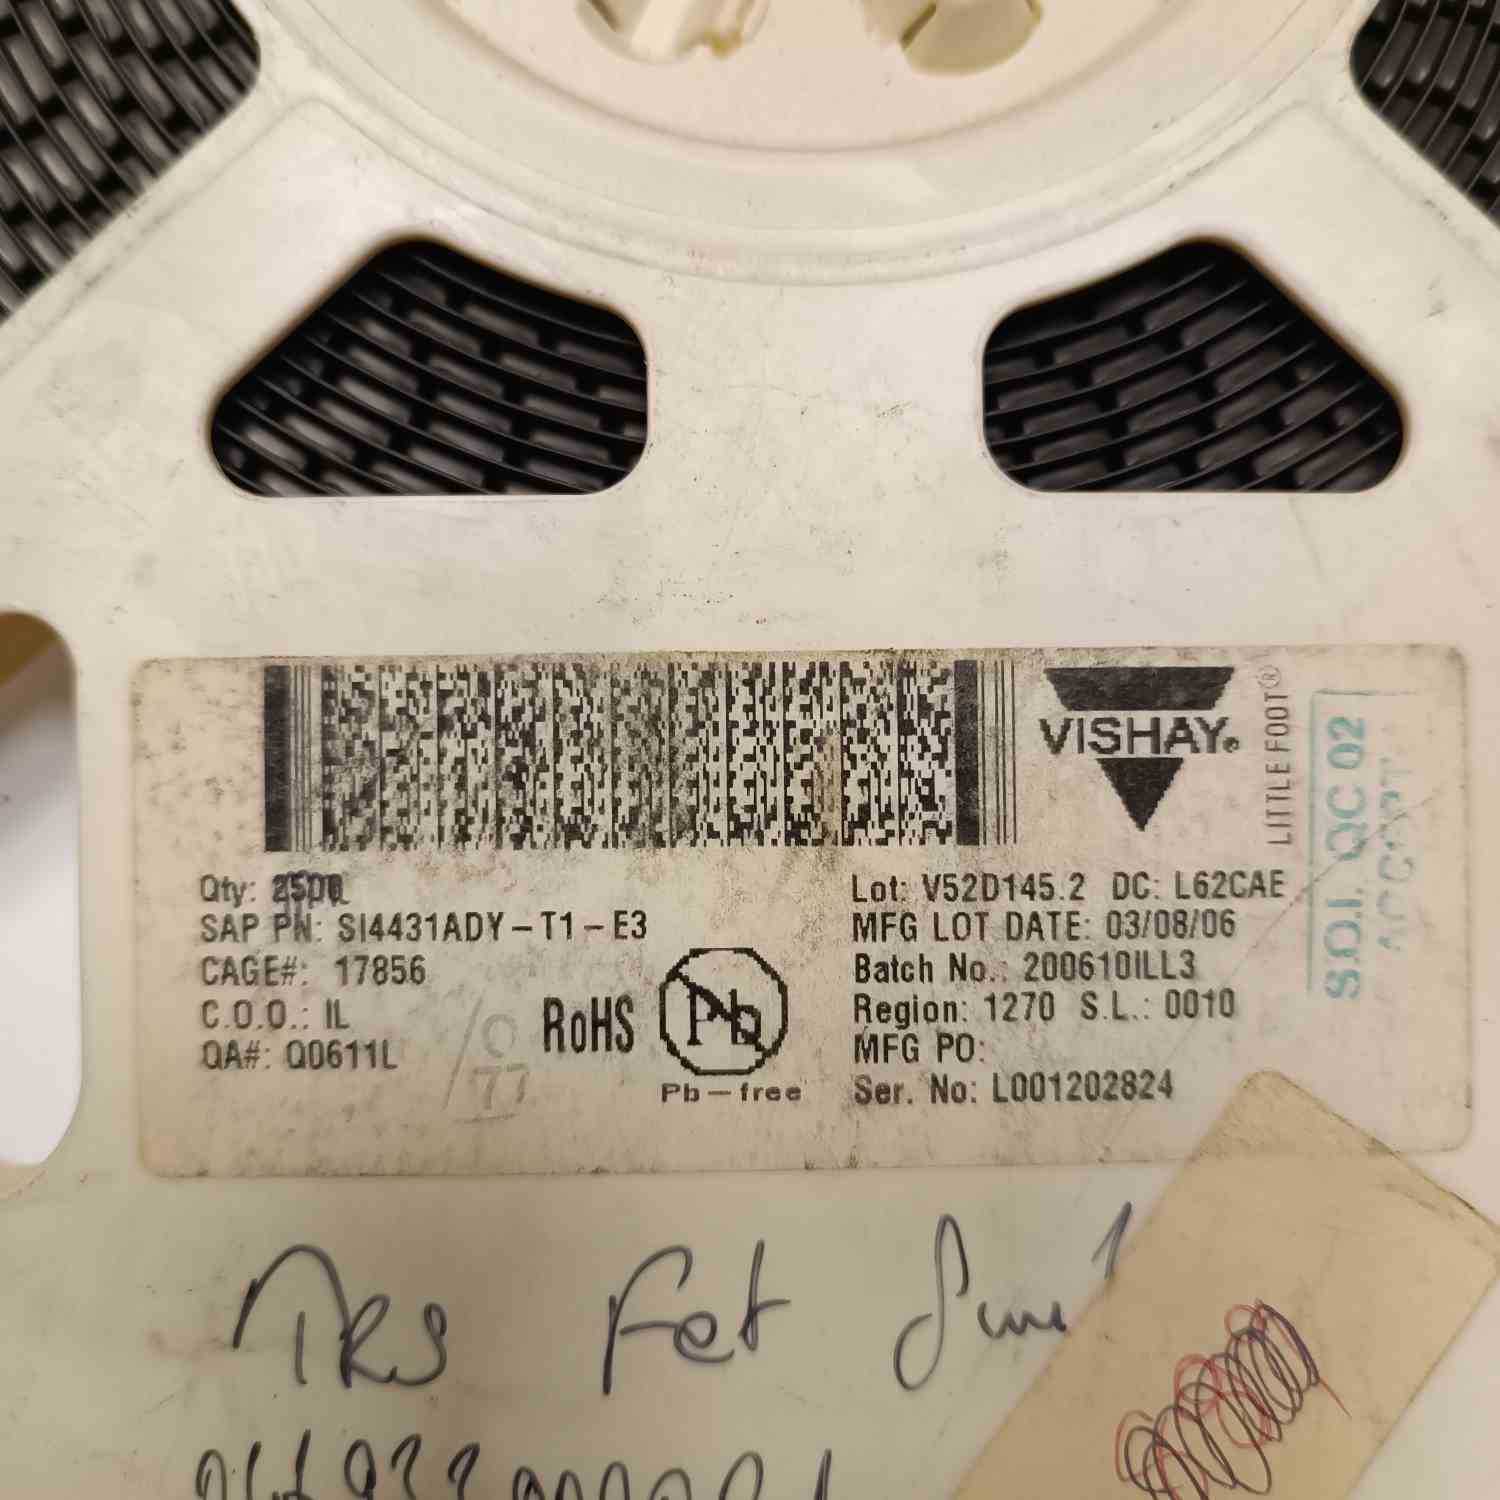 VISHAY®
LITTLE FOOT®
S.O.I. QC 02
ACCEPT
Qty: 2500
SAP PN: SI4431ADY-T1-E3
CAGE#: 17856
C.O.O.: IL
QA#: Q0611L
RoHS
Pb
Pb-free
Lot: V52D145.2 DC: L62CAE
MFG LOT DATE: 03/08/06
Batch No.: 200610ILL3
Region: 1270 S.L.: 0010
MFG PO:
Ser. No: L001202824
TRS Fet